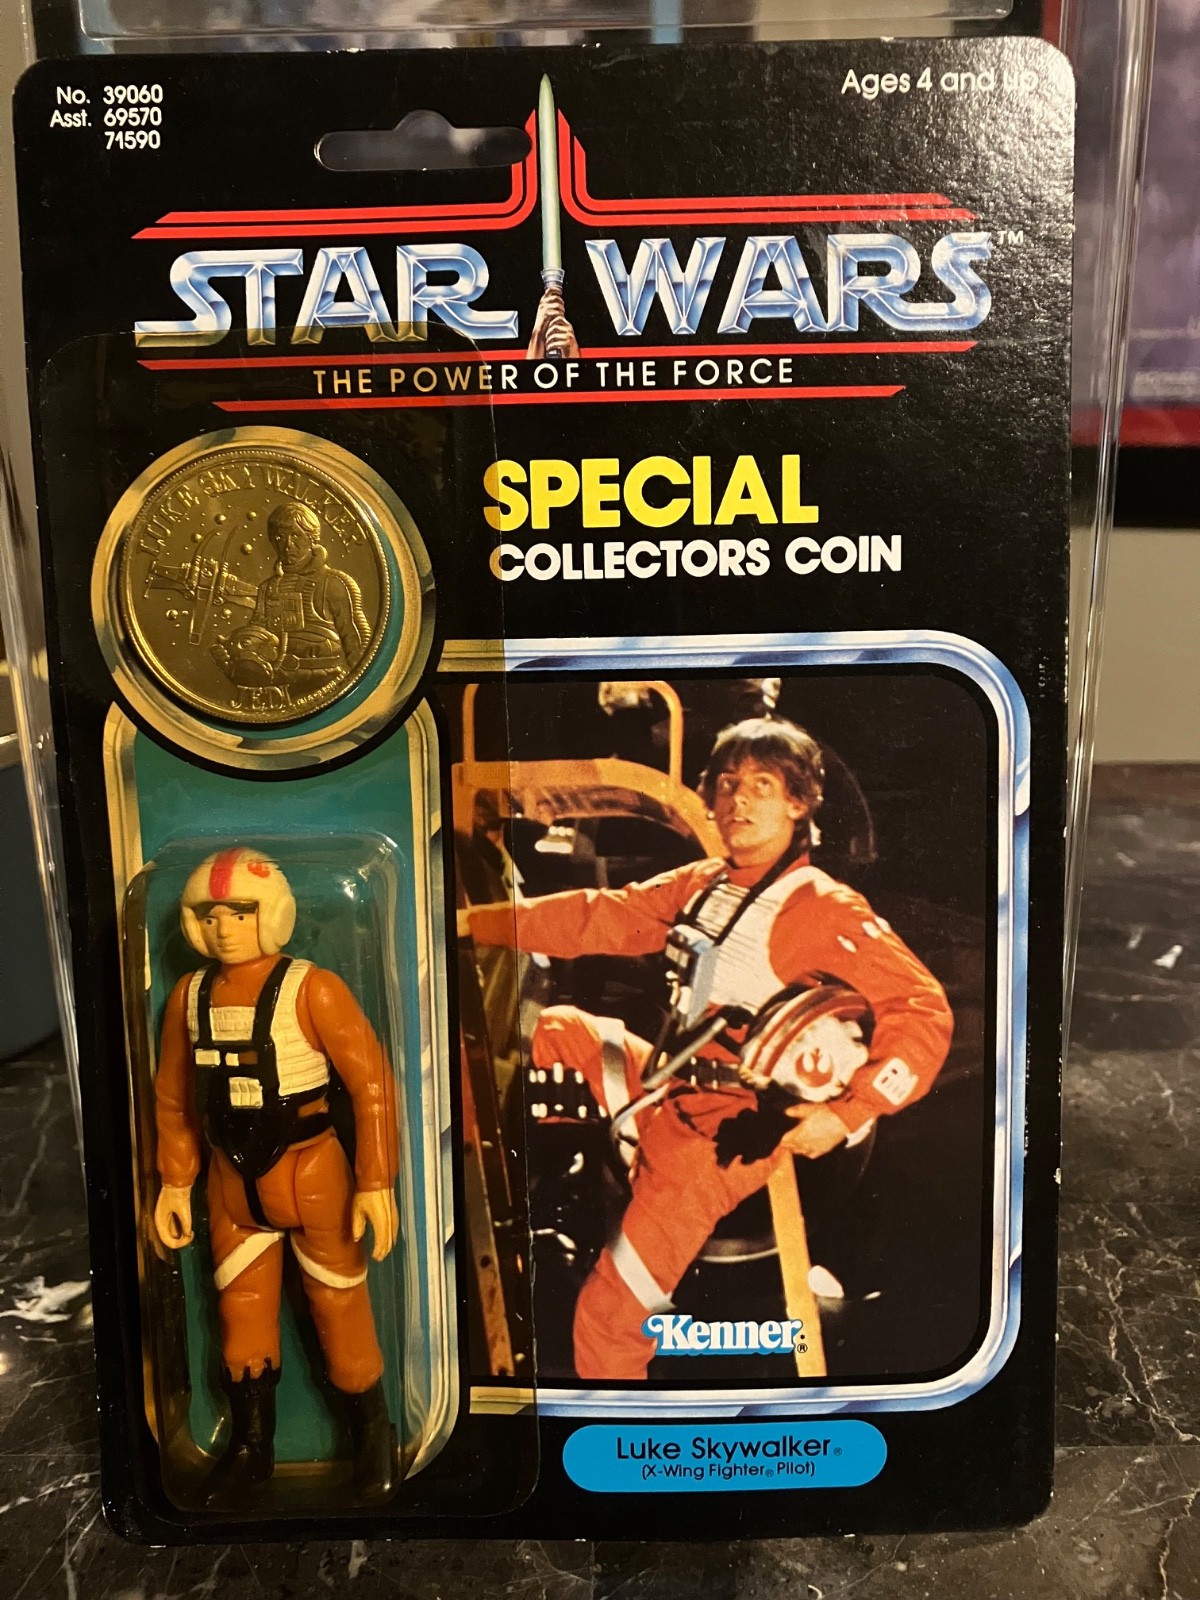 No. 39060
Asst. 69570
71590
Ages 4 and up
STAR WARS™
THE POWER OF THE FORCE
LUKE SKYWALKER
JEDI
SPECIAL
COLLECTORS COIN
Kenner®
Luke Skywalker®
(X-Wing Fighter® Pilot)